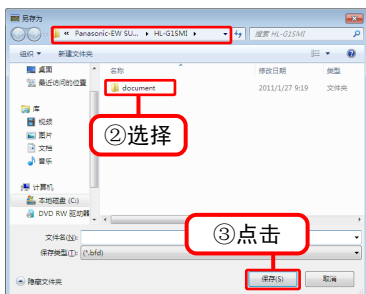 另存为
« Panasonic-EW SU... ▸ HL-G1SMI ▸
搜索 HL-G1SMI
组织 ▼ 新建文件夹
名称 修改日期 类型
桌面
最近访问的位置
document 2011/1/27 9:19 文件夹
库
视频
图片
文档
音乐
②选择
计算机
本地磁盘 (C:)
DVD RW 驱动器
③点击
文件名(N):
保存类型(T): (*.bfd)
隐藏文件夹
保存(S) 取消